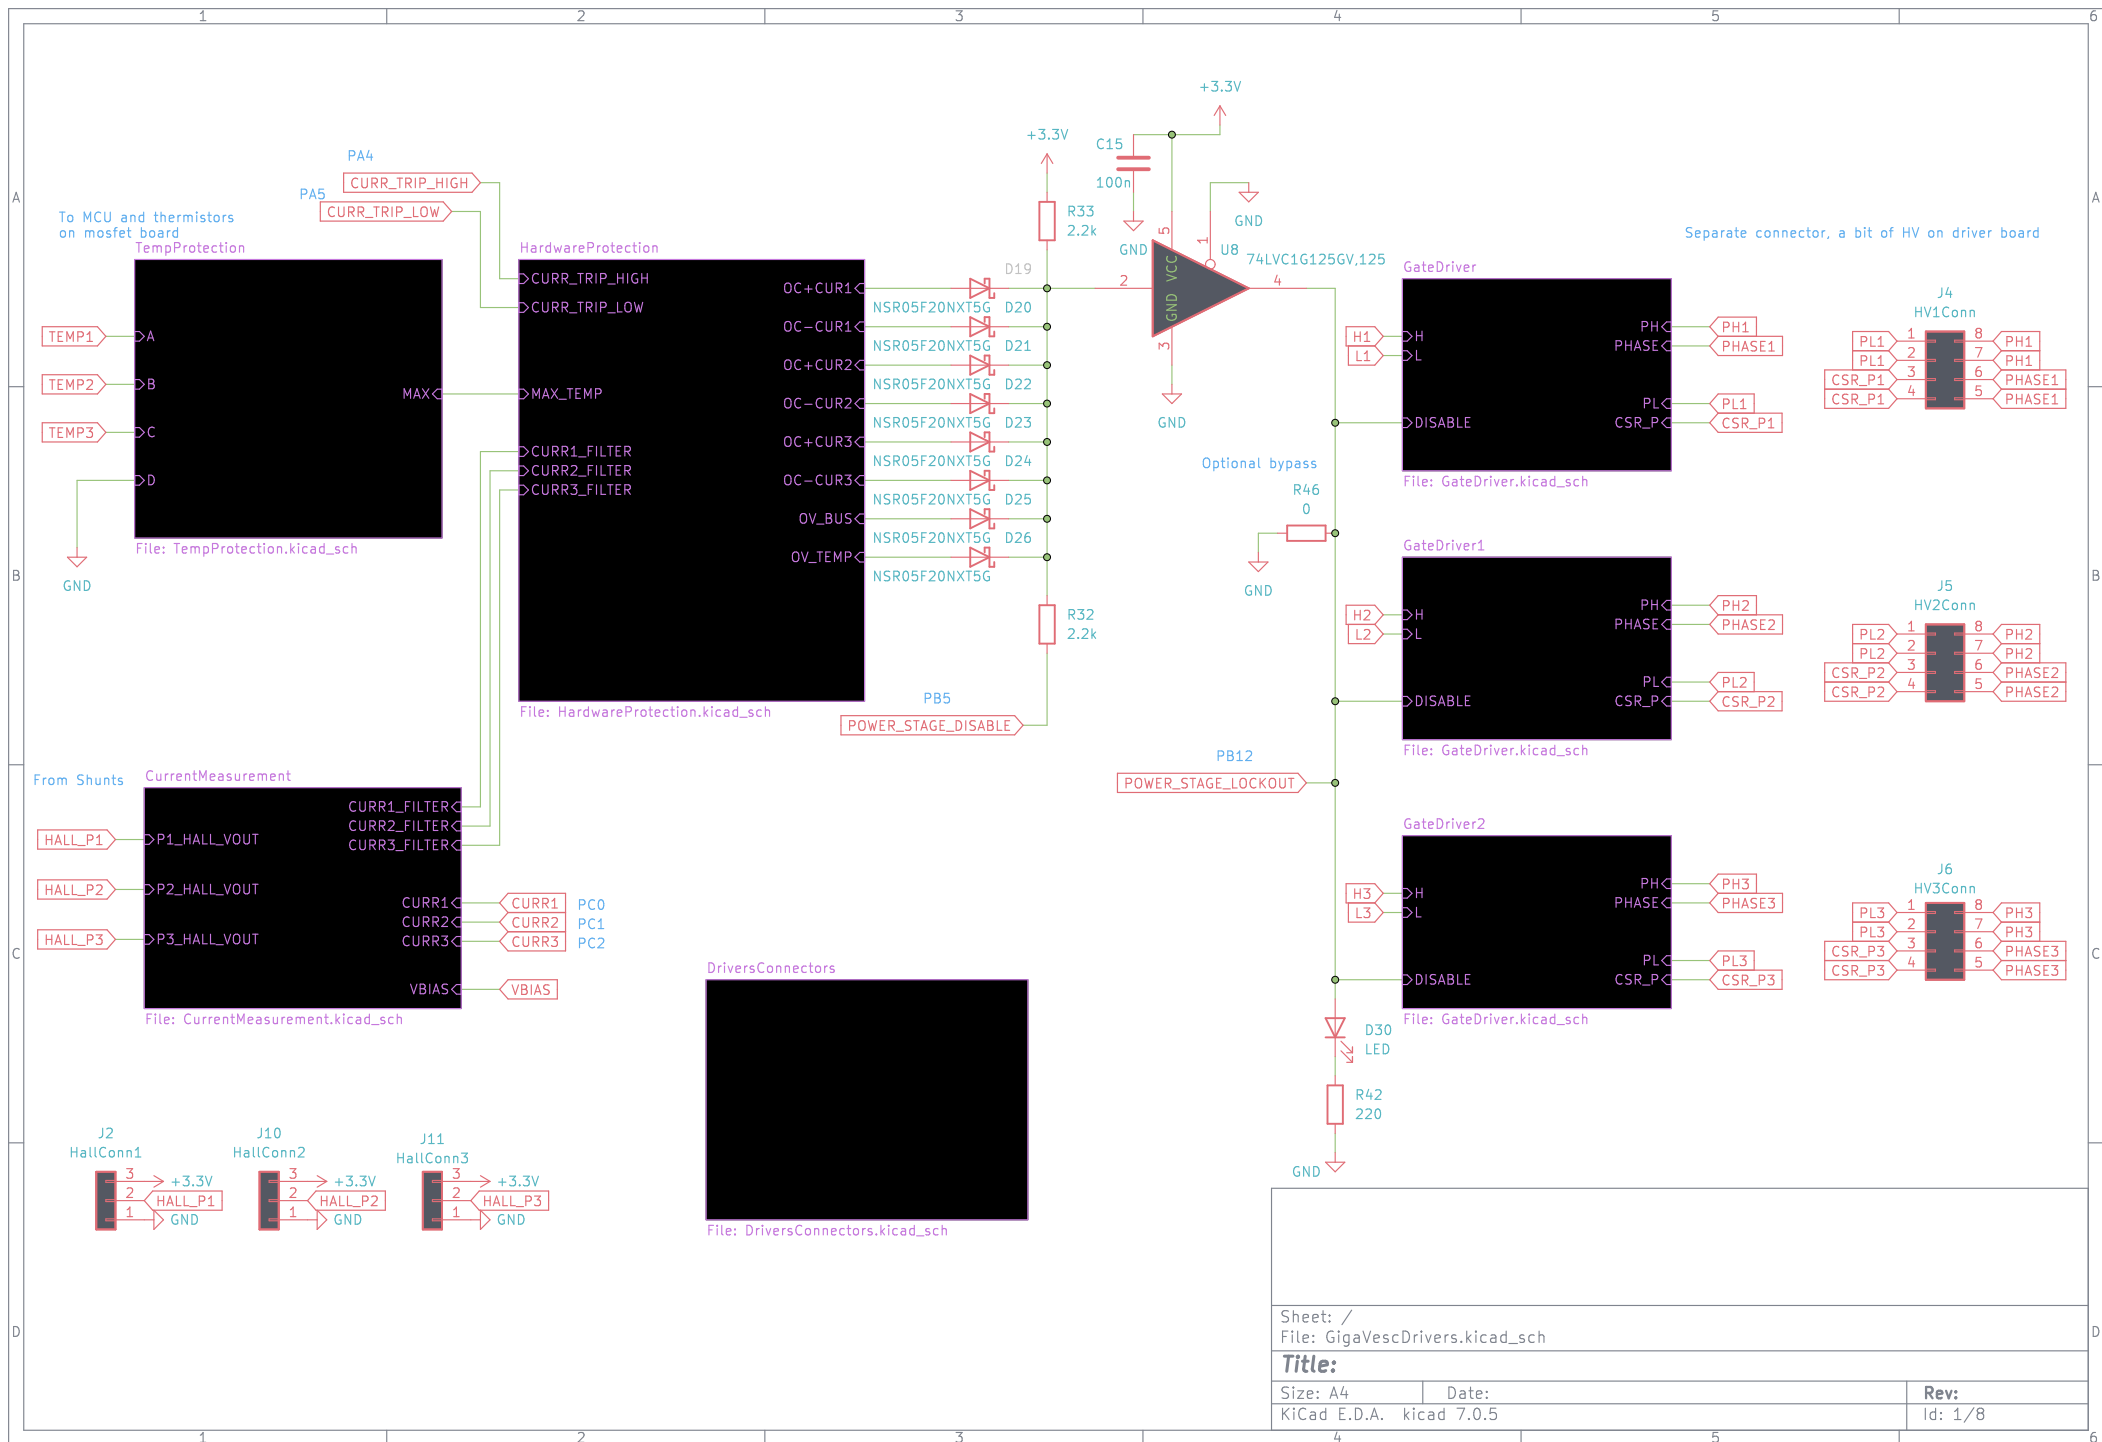 1 2 3 4 5 6
A
B
C
D
A
B
C
D
1 2 3 4 5 6
To MCU and thermistors
on mosfet board
TempProtection
TEMP1
TEMP2
TEMP3
A
B
C
D
MAX
GND
File: TempProtection.kicad_sch
PA4
CURR_TRIP_HIGH
PA5
CURR_TRIP_LOW
HardwareProtection
CURR_TRIP_HIGH
CURR_TRIP_LOW
MAX_TEMP
CURR1_FILTER
CURR2_FILTER
CURR3_FILTER
OC+CUR1
OC-CUR1
OC+CUR2
OC-CUR2
OC+CUR3
OC-CUR3
OV_BUS
OV_TEMP
File: HardwareProtection.kicad_sch
D19
NSR05F20NXT5G D20
NSR05F20NXT5G D21
NSR05F20NXT5G D22
NSR05F20NXT5G D23
NSR05F20NXT5G D24
NSR05F20NXT5G D25
NSR05F20NXT5G D26
NSR05F20NXT5G
+3.3V
R33
2.2k
R32
2.2k
PB5
POWER_STAGE_DISABLE
+3.3V
C15
100n
GND
GND
5
1
U8
74LVC1G125GV,125
2
4
VCC
GND
3
GND
Optional bypass
R46
0
GND
PB12
POWER_STAGE_LOCKOUT
D30
LED
R42
220
GND
Separate connector, a bit of HV on driver board
GateDriver
H1
L1
H
L
DISABLE
PH
PHASE
PL
CSR_P
PH1
PHASE1
PL1
CSR_P1
File: GateDriver.kicad_sch
J4
HV1Conn
PL1 1 8 PH1
PL1 2 7 PH1
CSR_P1 3 6 PHASE1
CSR_P1 4 5 PHASE1
GateDriver1
H2
L2
H
L
DISABLE
PH
PHASE
PL
CSR_P
PH2
PHASE2
PL2
CSR_P2
File: GateDriver.kicad_sch
J5
HV2Conn
PL2 1 8 PH2
PL2 2 7 PH2
CSR_P2 3 6 PHASE2
CSR_P2 4 5 PHASE2
GateDriver2
H3
L3
H
L
DISABLE
PH
PHASE
PL
CSR_P
PH3
PHASE3
PL3
CSR_P3
File: GateDriver.kicad_sch
J6
HV3Conn
PL3 1 8 PH3
PL3 2 7 PH3
CSR_P3 3 6 PHASE3
CSR_P3 4 5 PHASE3
From Shunts
CurrentMeasurement
HALL_P1
HALL_P2
HALL_P3
P1_HALL_VOUT
P2_HALL_VOUT
P3_HALL_VOUT
CURR1_FILTER
CURR2_FILTER
CURR3_FILTER
CURR1
CURR2
CURR3
VBIAS
CURR1 PC0
CURR2 PC1
CURR3 PC2
VBIAS
File: CurrentMeasurement.kicad_sch
DriversConnectors
File: DriversConnectors.kicad_sch
J2
HallConn1
3 +3.3V
2 HALL_P1
1 GND
J10
HallConn2
3 +3.3V
2 HALL_P2
1 GND
J11
HallConn3
3 +3.3V
2 HALL_P3
1 GND
Sheet: /
File: GigaVescDrivers.kicad_sch
Title:
Size: A4 Date: Rev:
KiCad E.D.A. kicad 7.0.5 Id: 1/8